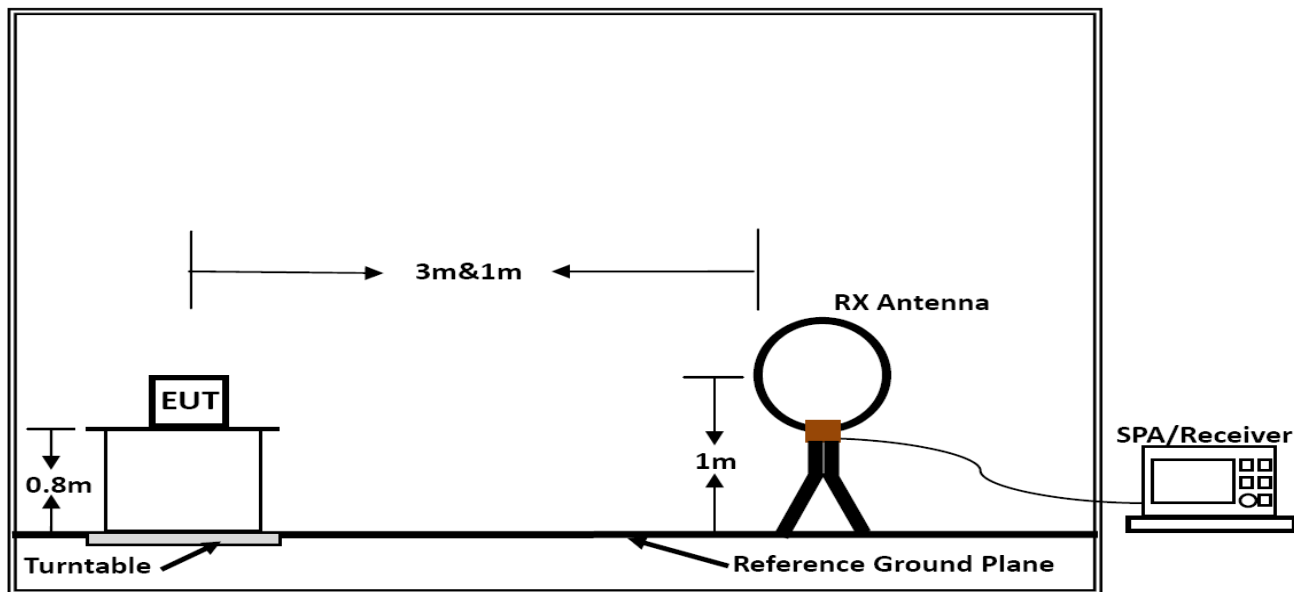 3m&1m
RX Antenna
EUT
SPA/Receiver
1m
0.8m
Turntable
Reference Ground Plane